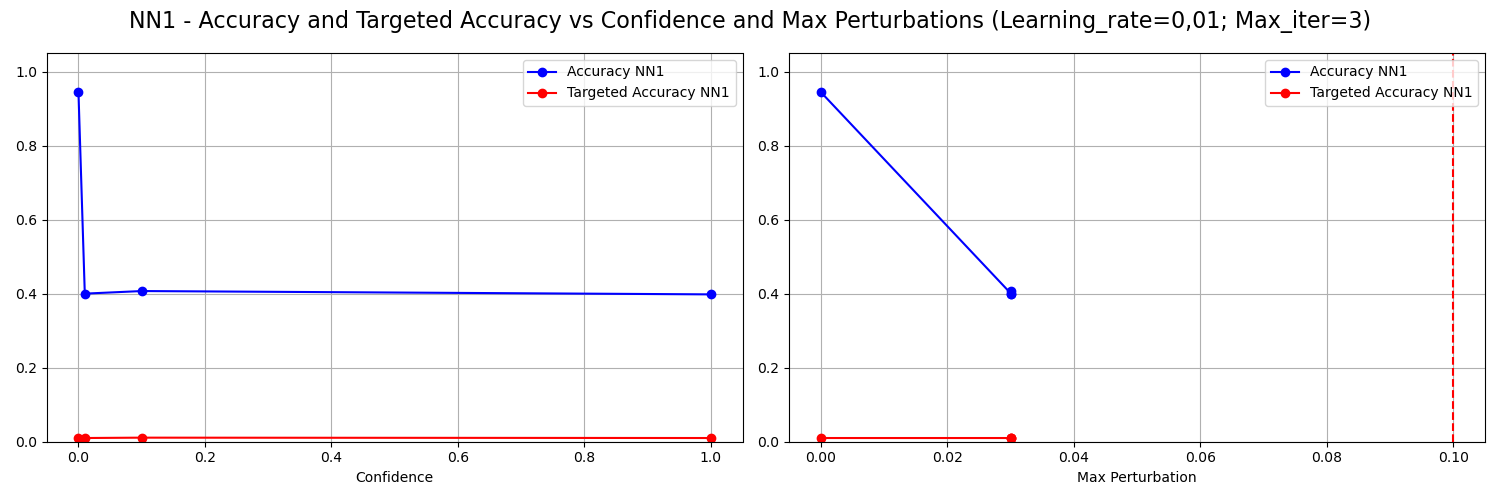 NN1 - Accuracy and Targeted Accuracy vs Confidence and Max Perturbations (Learning_rate=0,01; Max_iter=3)
1.0
0.8
0.6
0.4
0.2
0.0
Accuracy NN1
Targeted Accuracy NN1
0.0 0.2 0.4 0.6 0.8 1.0
Confidence
1.0
0.8
0.6
0.4
0.2
0.0
Accuracy NN1
Targeted Accuracy NN1
0.00 0.02 0.04 0.06 0.08 0.10
Max Perturbation